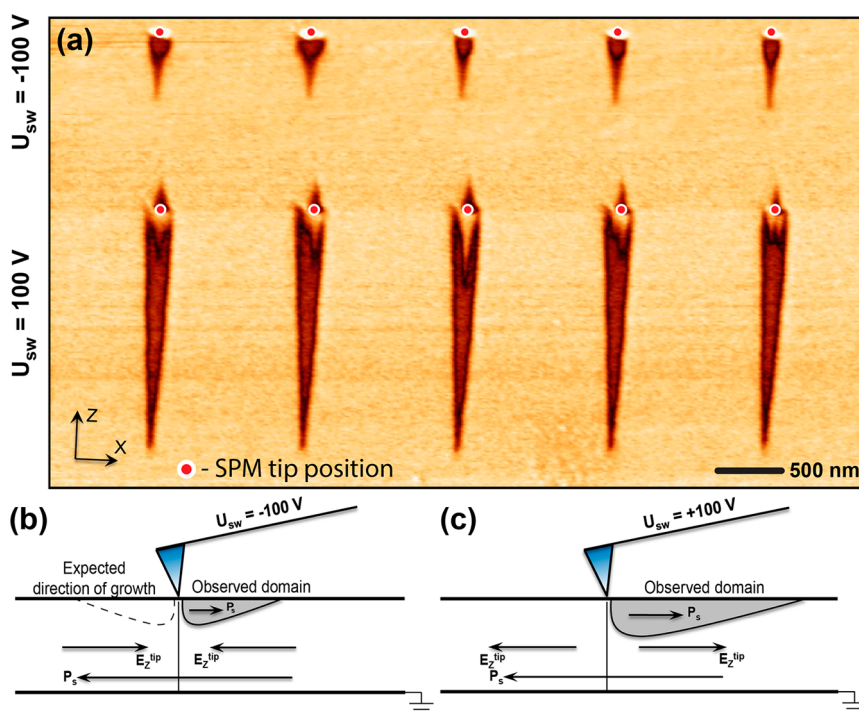 (a)
U_sw = -100 V
U_sw = 100 V
Z
X
- SPM tip position
500 nm
(b)
U_sw = -100 V
Expected
direction of growth
Observed domain
P_s
E_Z^tip
E_Z^tip
P_s
(c)
U_sw = +100 V
Observed domain
P_s
E_Z^tip
E_Z^tip
P_s